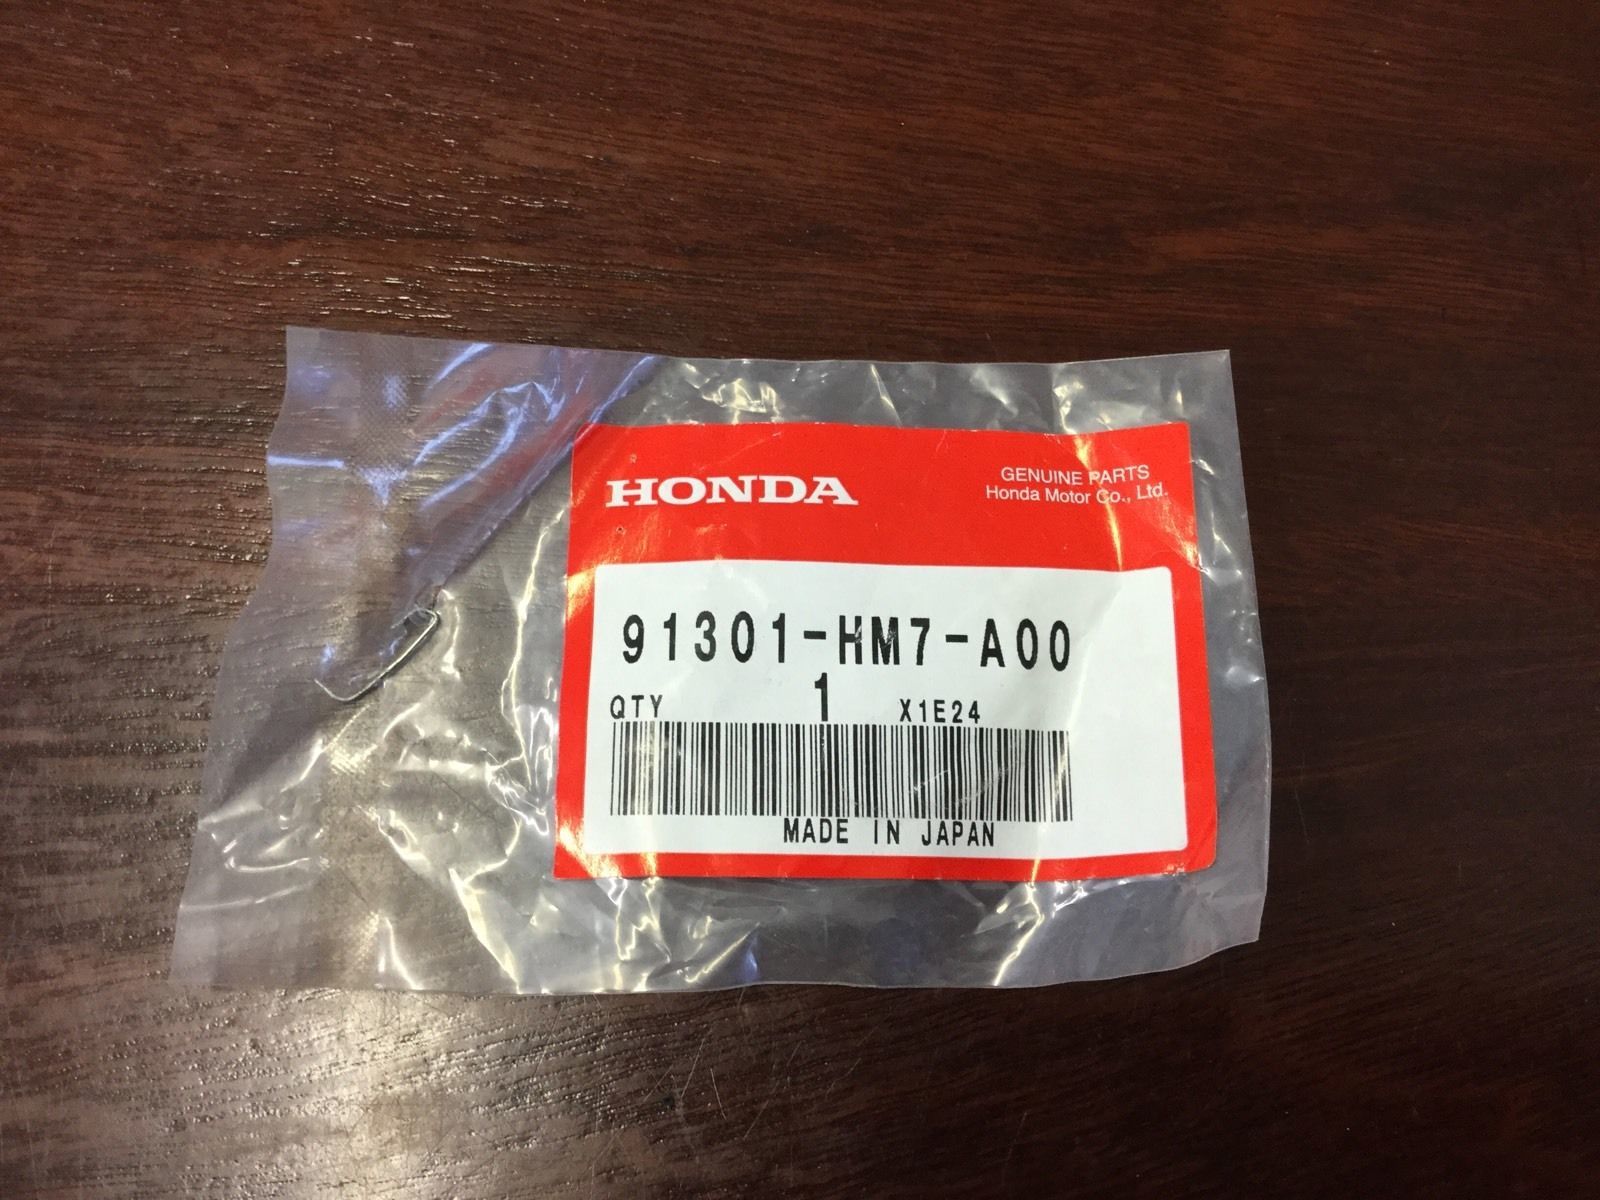 HONDA
GENUINE PARTS
Honda Motor Co., Ltd.
91301-HM7-A00
QTY 1 X1E24
MADE IN JAPAN